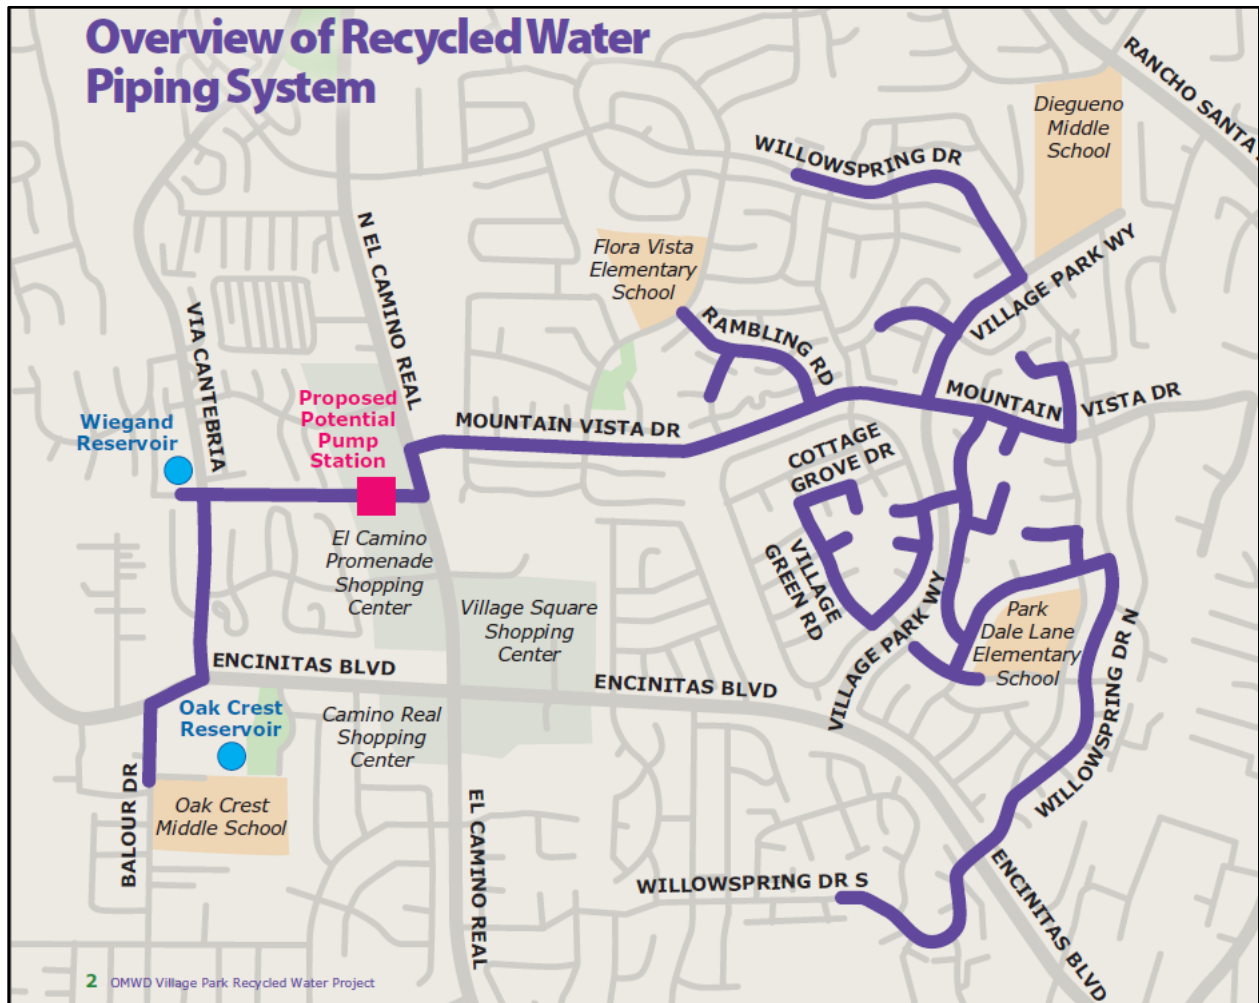 Overview of Recycled Water
Piping System
RANCHO SANTA
Diegueno
Middle
School
WILLOWSPRING DR
N EL CAMINO REAL
Flora Vista
Elementary
School
VILLAGE PARK WY
VIA CANTEBRIA
RAMBLING RD
Proposed
Potential
Pump
Station
MOUNTAIN
VISTA DR
Wiegand
Reservoir
MOUNTAIN VISTA DR
COTTAGE
GROVE DR
El Camino
Promenade
Shopping
Center
VILLAGE
GREEN RD
Village Square
Shopping
Center
VILLAGE PARK WY
Park
Dale Lane
Elementary
School
WILLOWSPRING DR N
ENCINITAS BLVD
ENCINITAS BLVD
Oak Crest
Reservoir
Camino Real
Shopping
Center
BALOUR DR
Oak Crest
Middle School
EL CAMINO REAL
WILLOWSPRING DR S
ENCINITAS BLVD
2 OMWD Village Park Recycled Water Project